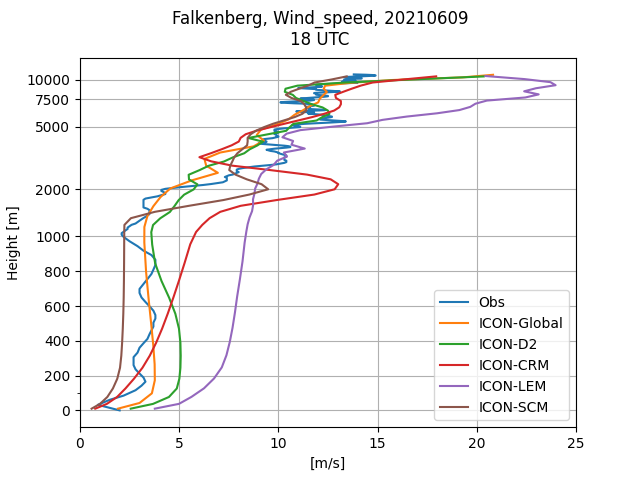 Falkenberg, Wind_speed, 20210609
18 UTC
10000
7500
5000
2000
1000
800
600
400
200
0
Height [m]
0 5 10 15 20 25
[m/s]
Obs
ICON-Global
ICON-D2
ICON-CRM
ICON-LEM
ICON-SCM